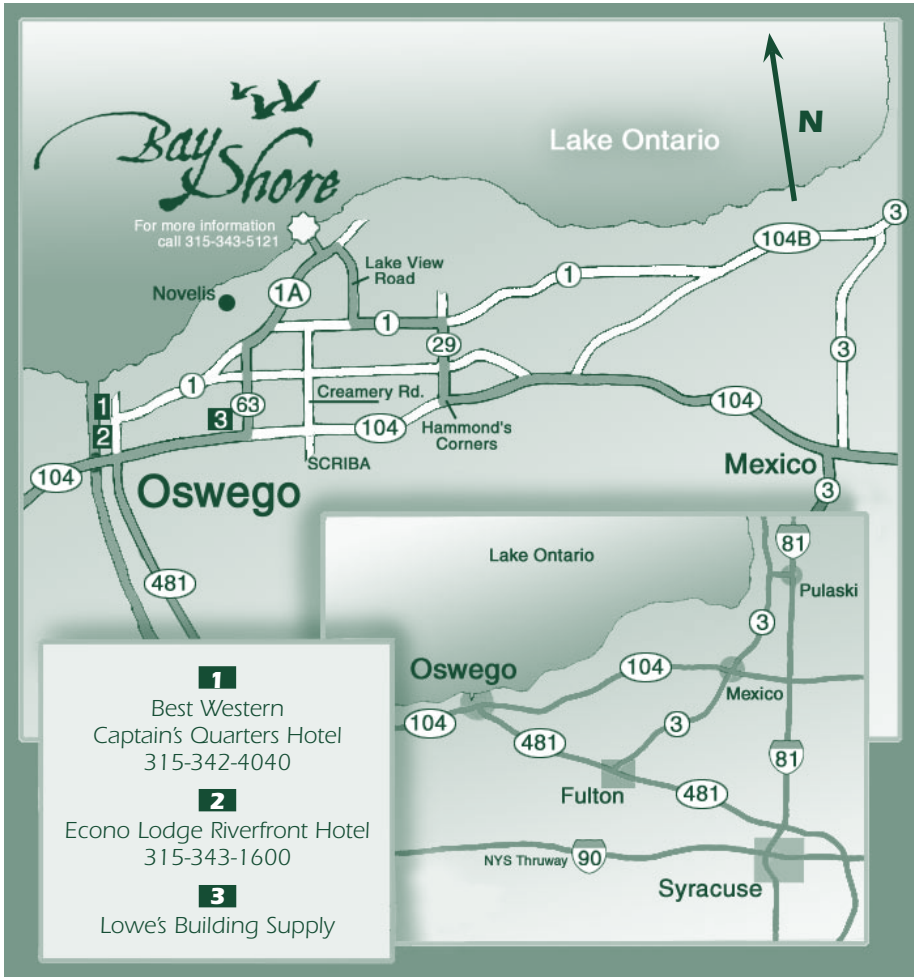 Bay
Shore
For more information
call 315-343-5121
Lake Ontario
N
3
104B
Lake View
Road
1
1A
Novelis
1
29
3
1
Creamery Rd.
1
63
3
104
Hammond's
Corners
104
2
SCRIBA
Mexico
104
Oswego
3
481
Lake Ontario
81
Pulaski
3
Oswego
104
Mexico
104
3
481
81
Fulton
481
NYS Thruway
90
Syracuse
1
Best Western
Captain's Quarters Hotel
315-342-4040
2
Econo Lodge Riverfront Hotel
315-343-1600
3
Lowe's Building Supply